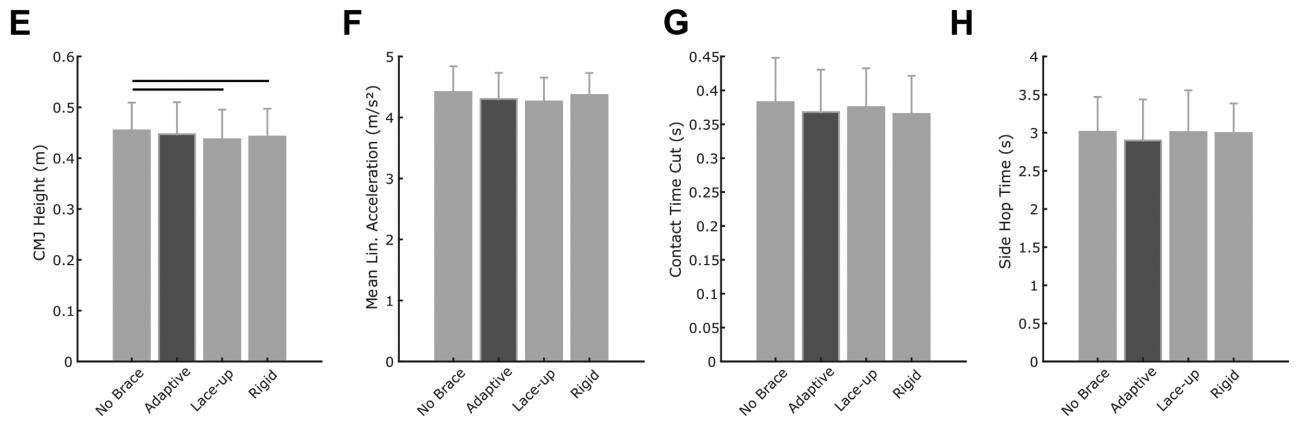 E
CMJ Height (m)
0.6
0.5
0.4
0.3
0.2
0.1
0
No Brace
Adaptive
Lace-up
Rigid
F
Mean Lin. Acceleration (m/s²)
5
4
3
2
1
0
No Brace
Adaptive
Lace-up
Rigid
G
Contact Time Cut (s)
0.45
0.4
0.35
0.3
0.25
0.2
0.15
0.1
0.05
0
No Brace
Adaptive
Lace-up
Rigid
H
Side Hop Time (s)
4
3.5
3
2.5
2
1.5
1
0.5
0
No Brace
Adaptive
Lace-up
Rigid